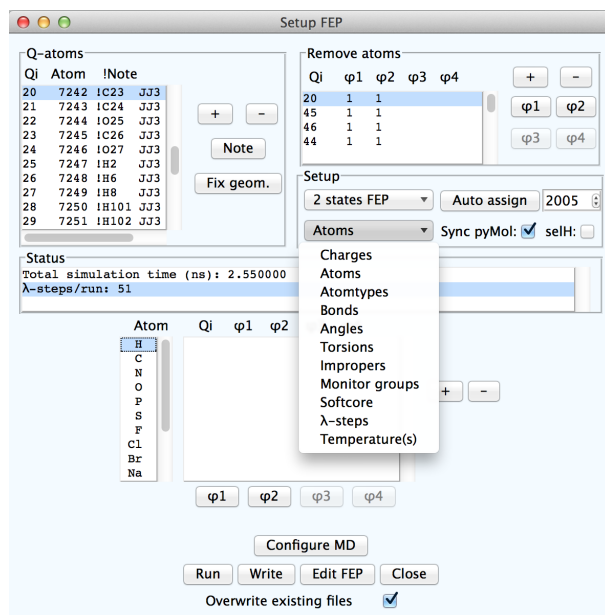 Setup FEP
Q-atoms
Qi Atom !Note
20 7242 !C23 JJ3
21 7243 !C24 JJ3
22 7244 !O25 JJ3
23 7245 !C26 JJ3
24 7246 !O27 JJ3
25 7247 !H2 JJ3
26 7248 !H6 JJ3
27 7249 !H8 JJ3
28 7250 !H101 JJ3
29 7251 !H102 JJ3
+ -
Note
Fix geom.
Remove atoms
Qi φ1 φ2 φ3 φ4
20 1 1
45 1 1
46 1 1
44 1 1
+ -
φ1 φ2
φ3 φ4
Setup
2 states FEP Auto assign 2005
Atoms Sync pyMol: selH:
Charges
Atoms
Atomtypes
Bonds
Angles
Torsions
Impropers
Monitor groups
Softcore
λ-steps
Temperature(s)
Status
Total simulation time (ns): 2.550000
λ-steps/run: 51
Atom Qi φ1 φ2
H
C
N
O
P
S
F
Cl
Br
Na
+ -
φ1 φ2 φ3 φ4
Configure MD
Run Write Edit FEP Close
Overwrite existing files